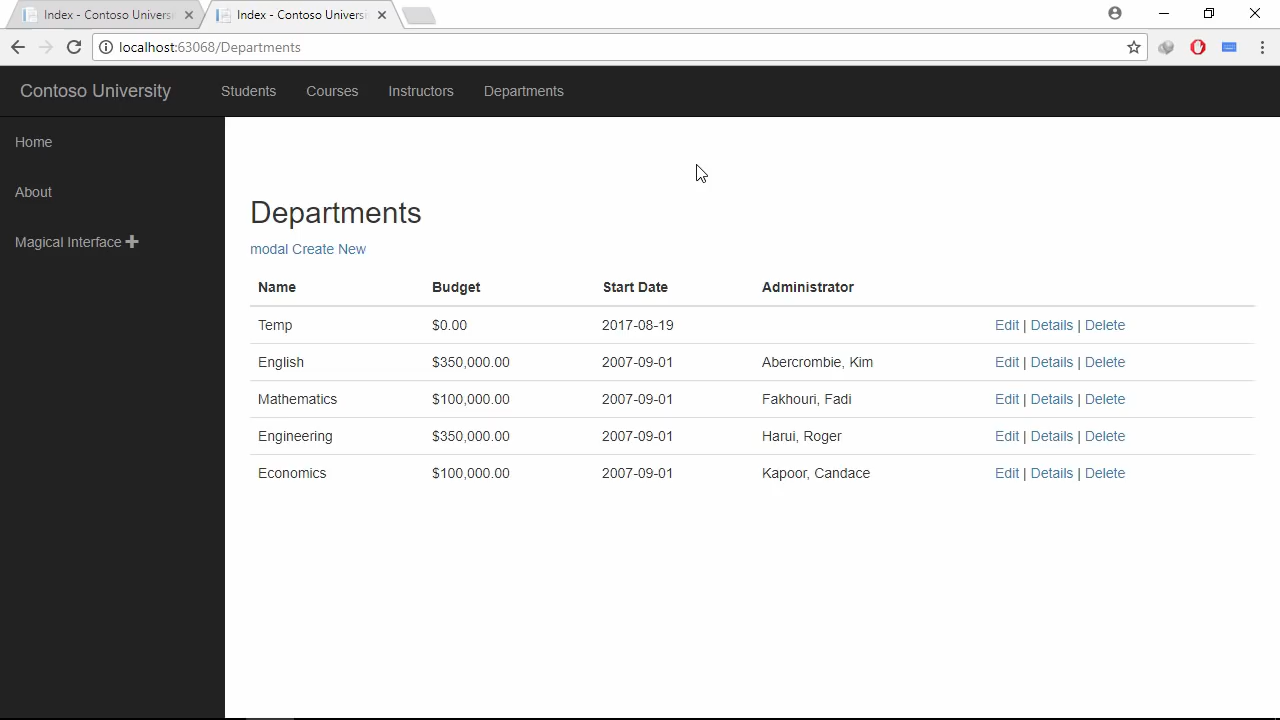 Index - Contoso Univers Index - Contoso Univers
localhost:63068/Departments
Contoso University Students Courses Instructors Departments
Home
About
Magical Interface
Departments
modal Create New
Name Budget Start Date Administrator
Temp $0.00 2017-08-19 Edit | Details | Delete
English $350,000.00 2007-09-01 Abercrombie, Kim Edit | Details | Delete
Mathematics $100,000.00 2007-09-01 Fakhouri, Fadi Edit | Details | Delete
Engineering $350,000.00 2007-09-01 Harui, Roger Edit | Details | Delete
Economics $100,000.00 2007-09-01 Kapoor, Candace Edit | Details | Delete